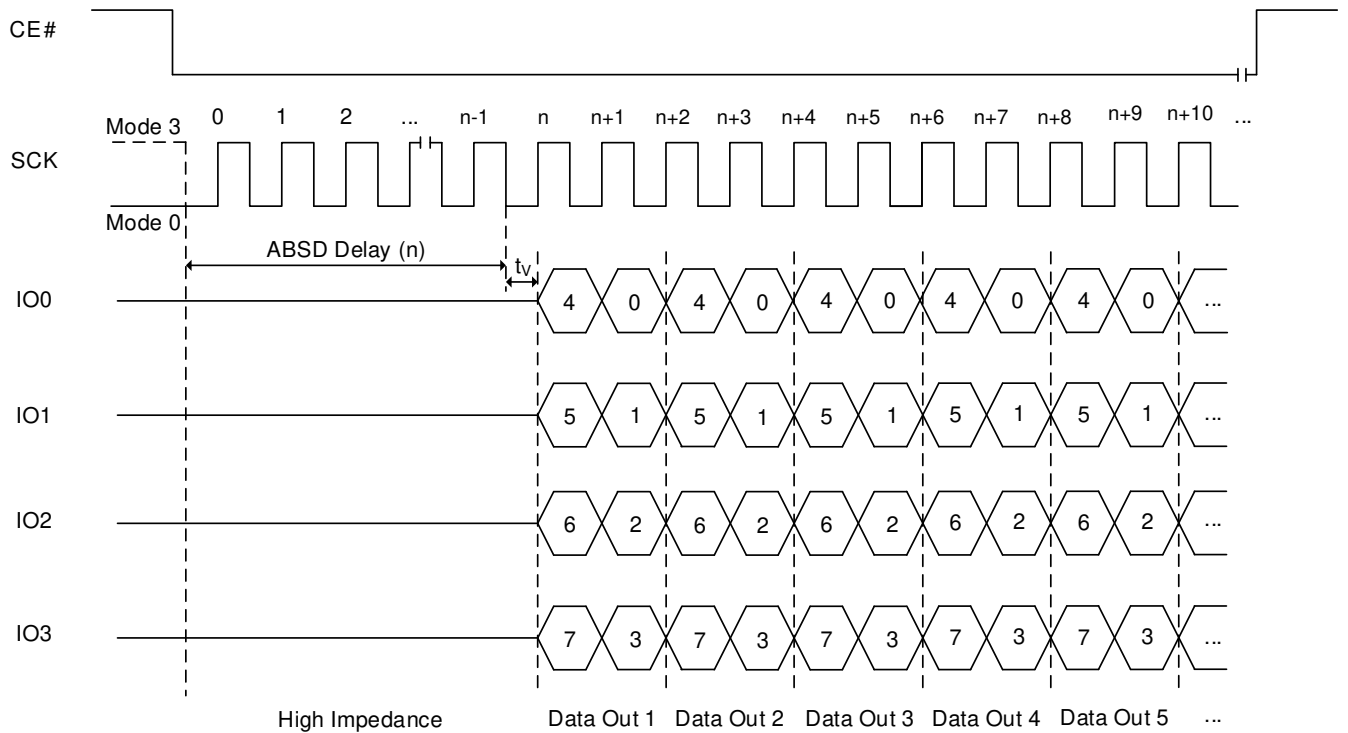 CE#
Mode 3 0 1 2 ... n-1 n n+1 n+2 n+3 n+4 n+5 n+6 n+7 n+8 n+9 n+10 ...
SCK
Mode 0
ABSD Delay (n)
tV
IO0 4 0 4 0 4 0 4 0 4 0 ...
IO1 5 1 5 1 5 1 5 1 5 1 ...
IO2 6 2 6 2 6 2 6 2 6 2 ...
IO3 7 3 7 3 7 3 7 3 7 3 ...
High Impedance Data Out 1 Data Out 2 Data Out 3 Data Out 4 Data Out 5 ...